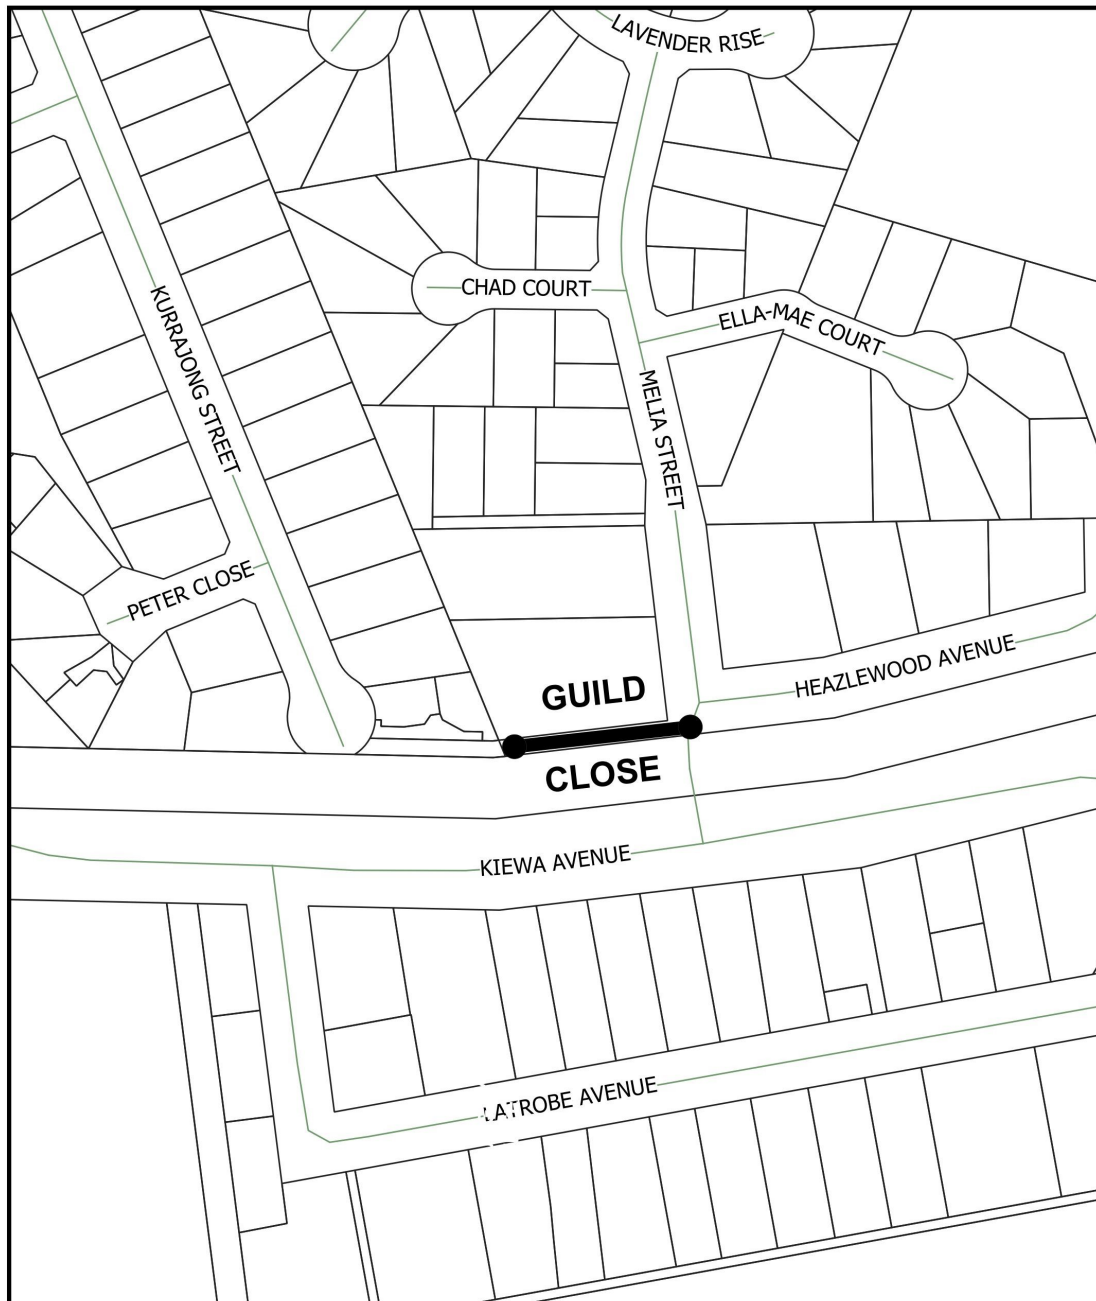 LAVENDER RISE
CHAD COURT
ELLA-MAE COURT
KURRAJONG STREET
MELIA STREET
PETER CLOSE
HEAZLEWOOD AVENUE
GUILD
CLOSE
KIEWA AVENUE
LATROBE AVENUE